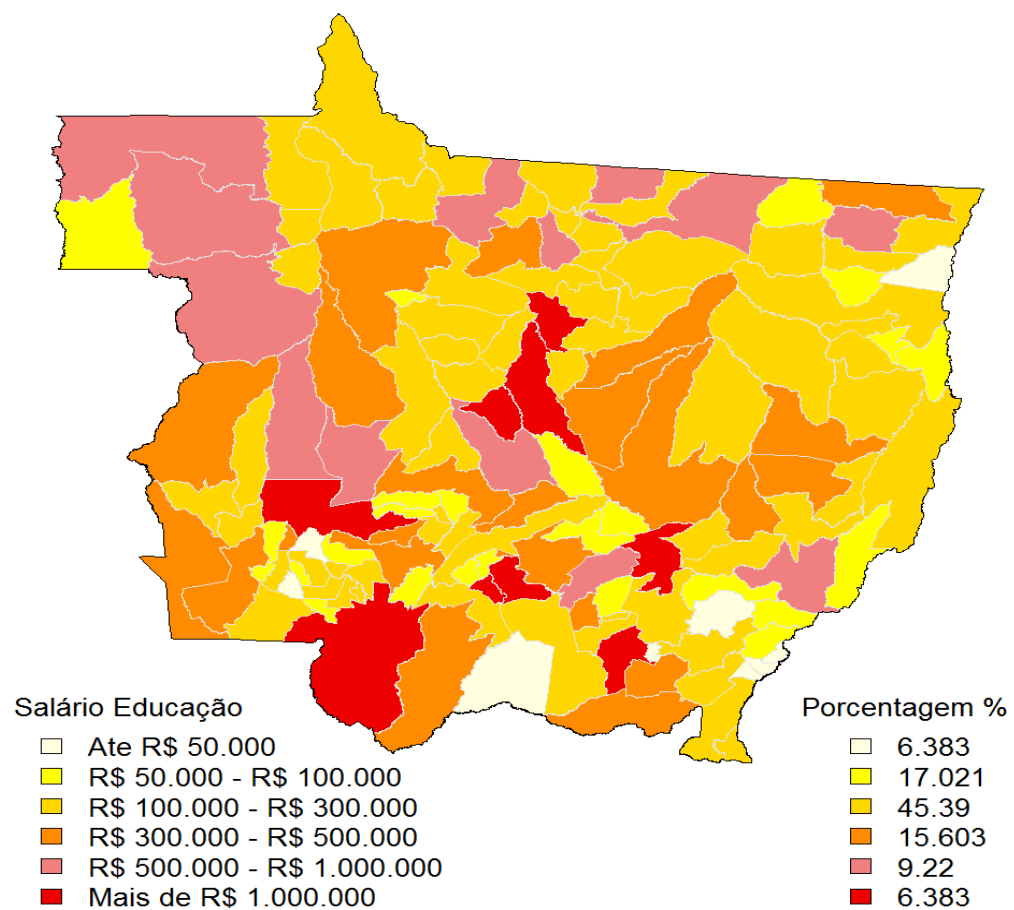 Salário Educação
Ate R$ 50.000
R$ 50.000 - R$ 100.000
R$ 100.000 - R$ 300.000
R$ 300.000 - R$ 500.000
R$ 500.000 - R$ 1.000.000
Mais de R$ 1.000.000
Porcentagem %
6.383
17.021
45.39
15.603
9.22
6.383